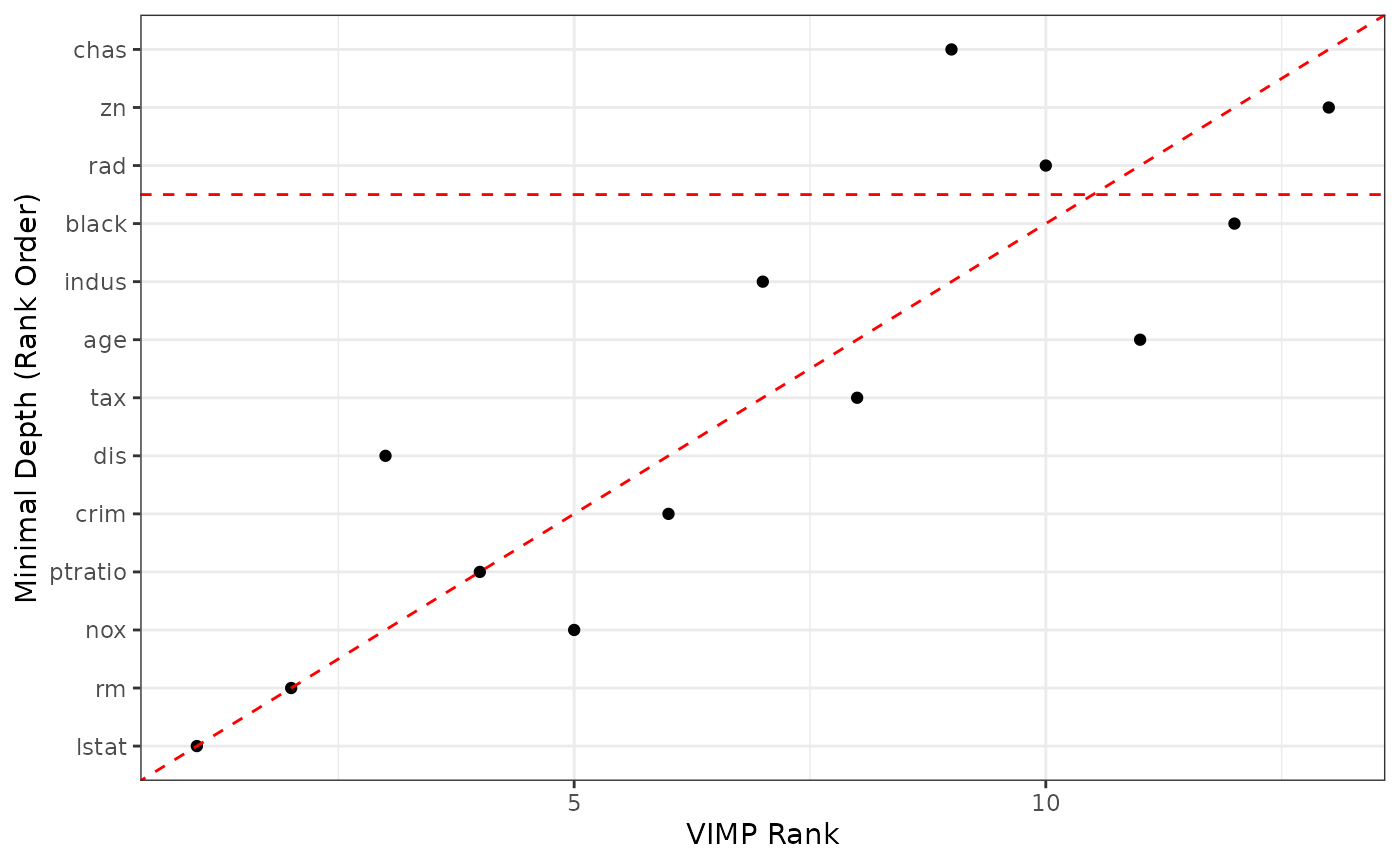 Minimal Depth (Rank Order)
chas
zn
rad
black
indus
age
tax
dis
crim
ptratio
nox
rm
lstat
5
10
VIMP Rank